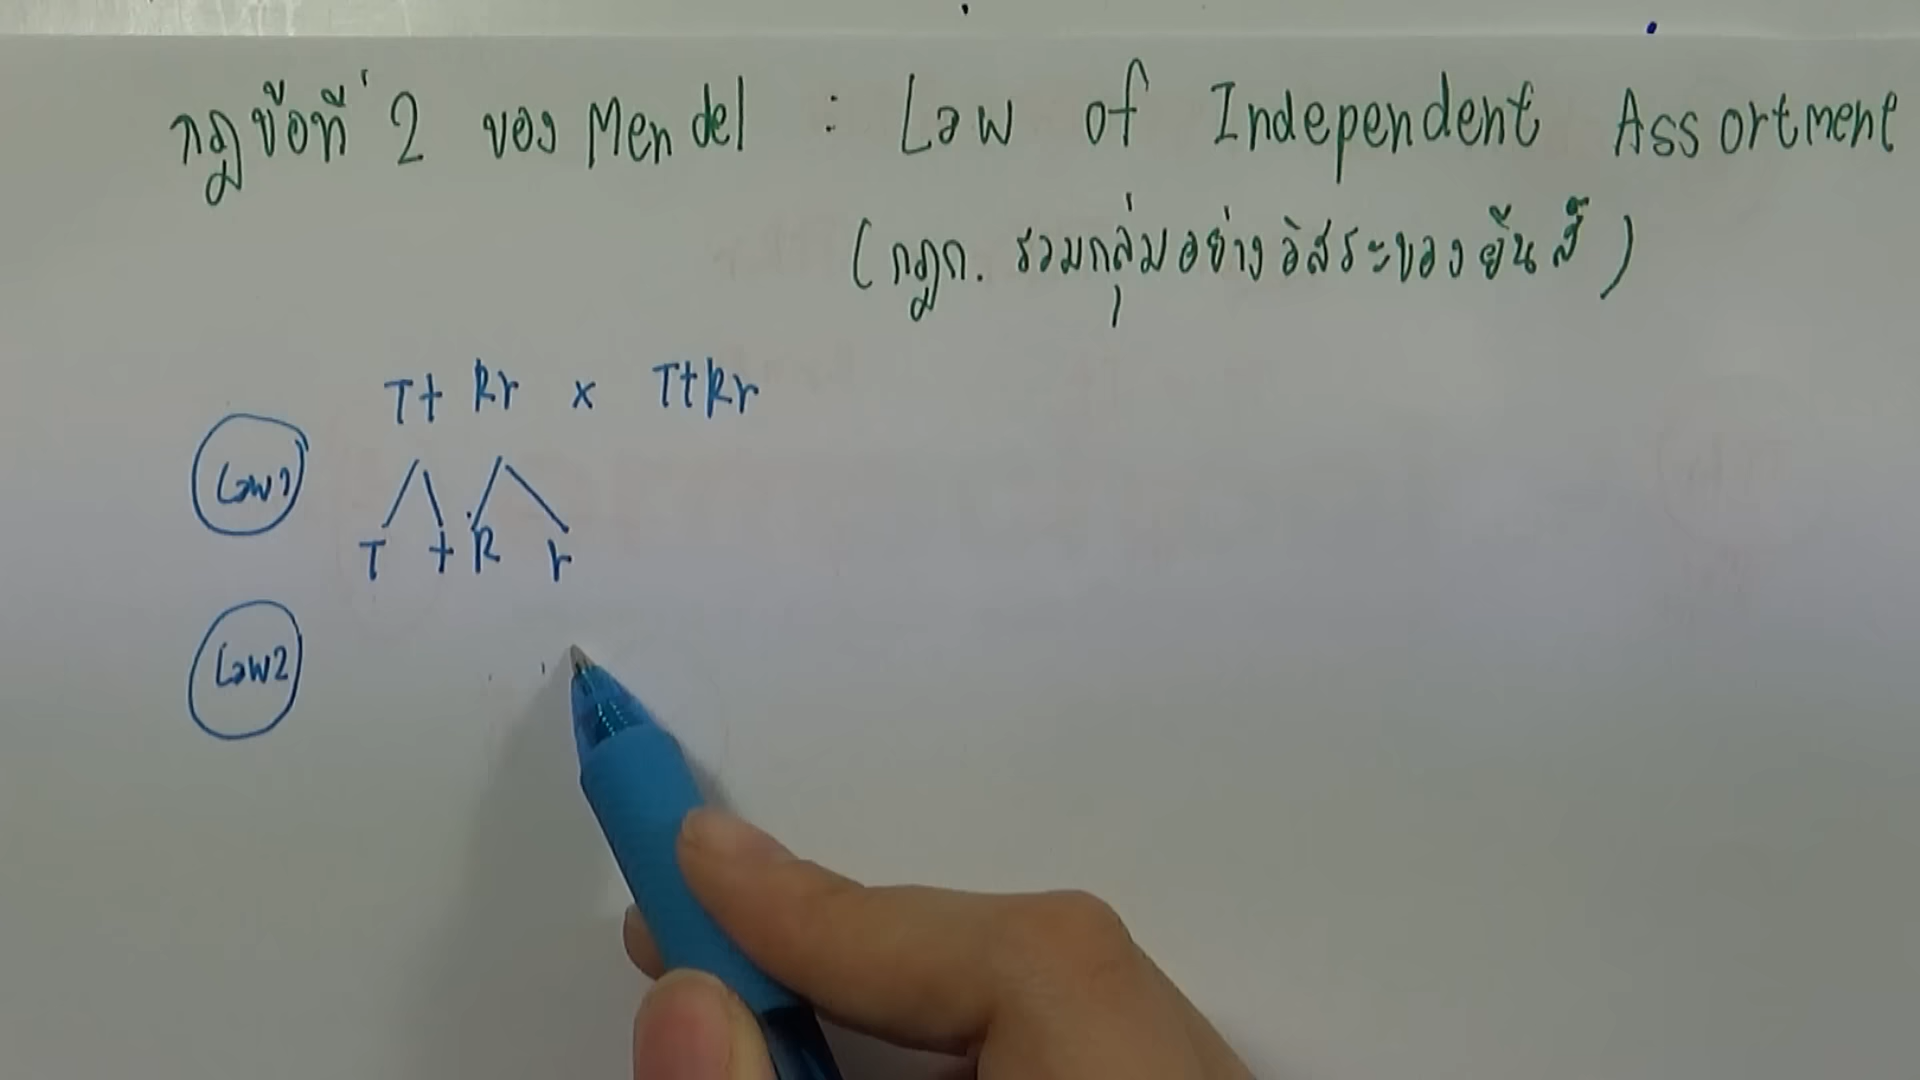 กฎข้อที่ 2 ของ Mendel : Law of Independent Assortment
(กฎก. รวมกลุ่มอย่างอิสระของยีนส์)
Tt Rr x TtRr
Law1
T t R r
Law2